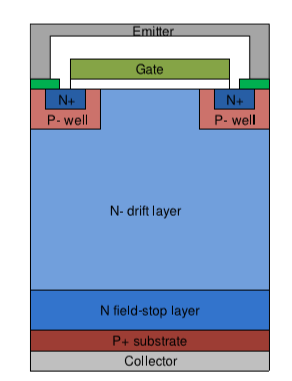 Emitter
Gate
N+ N+
P- well P- well
N- drift layer
N field-stop layer
P+ substrate
Collector